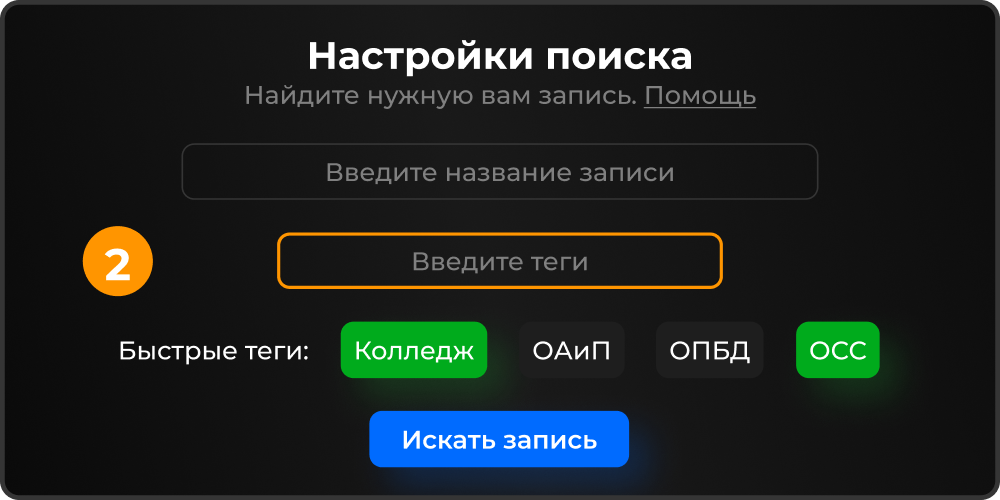 Настройки поиска
Найдите нужную вам запись. Помощь
Введите название записи
2 Введите теги
Быстрые теги: Колледж ОАиП ОПБД ОСС
Искать запись